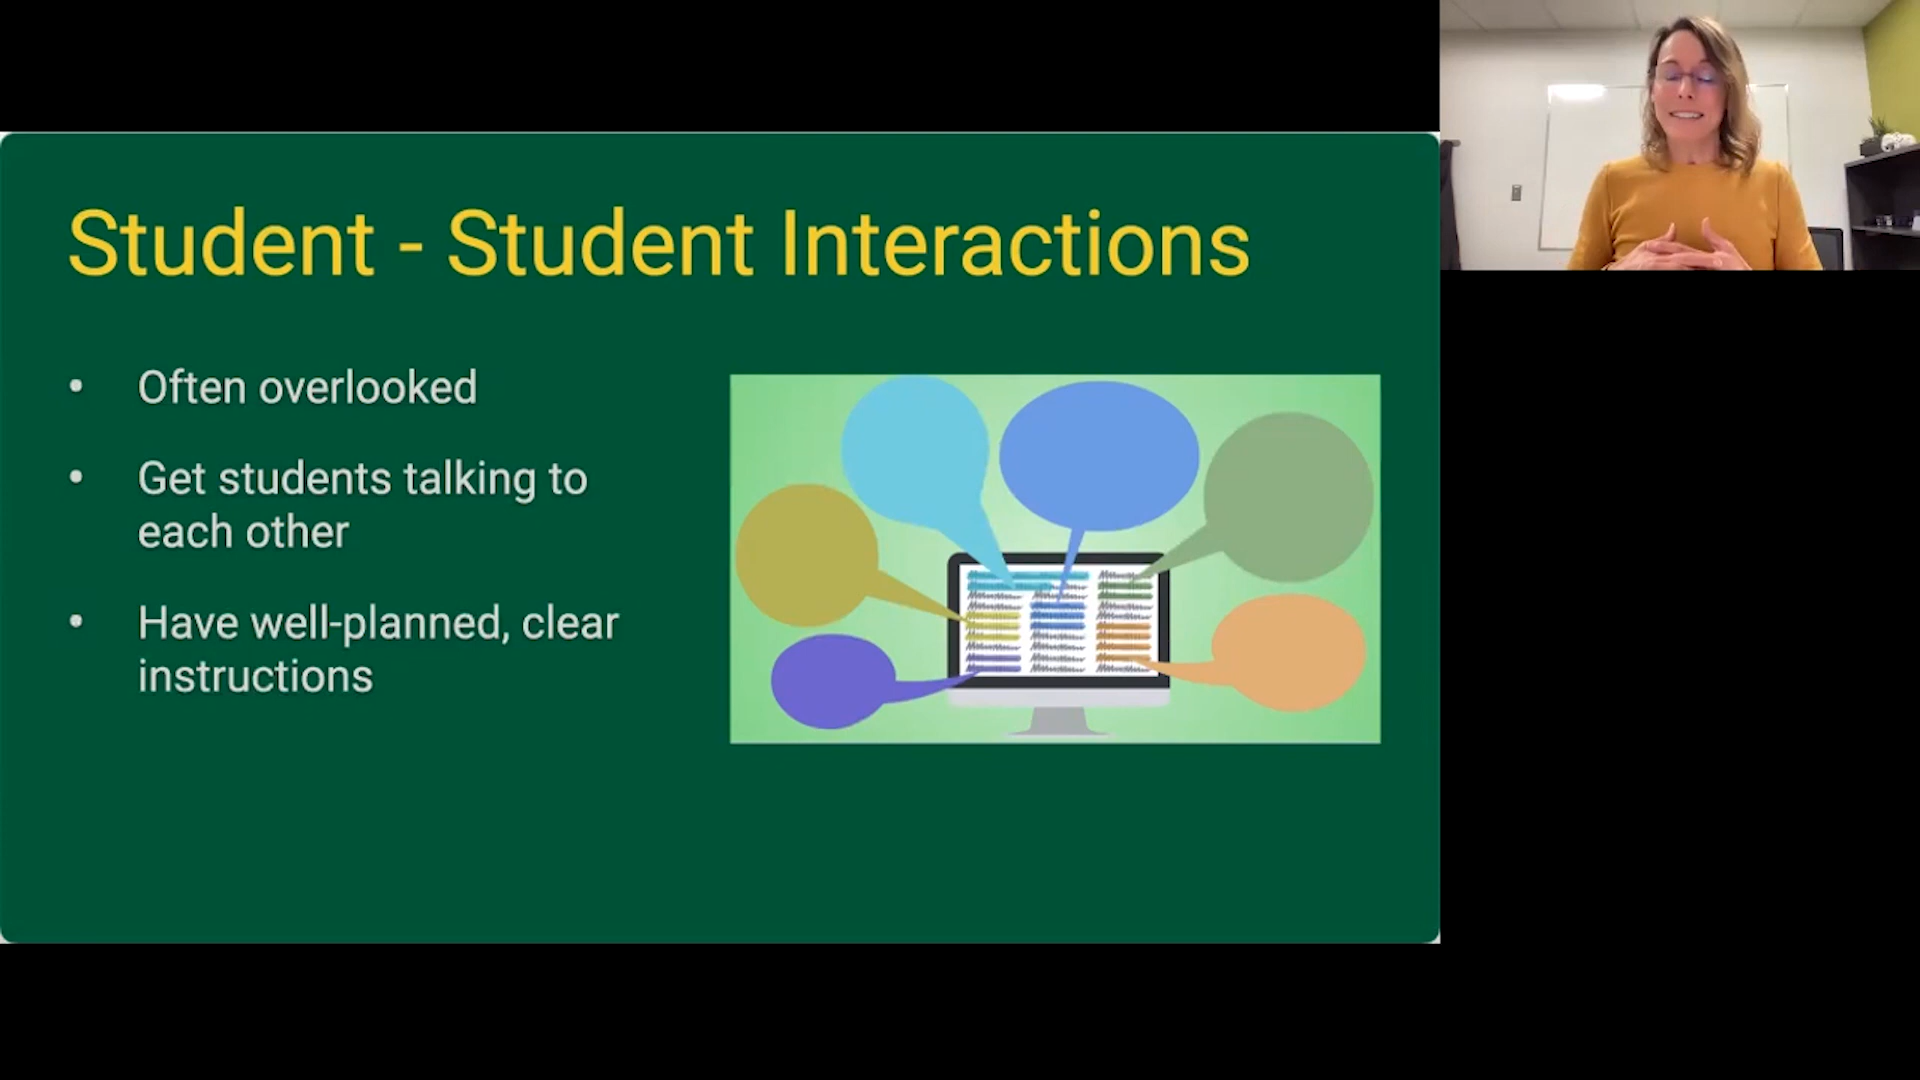 Student - Student Interactions
• Often overlooked
• Get students talking to
each other
• Have well-planned, clear
instructions